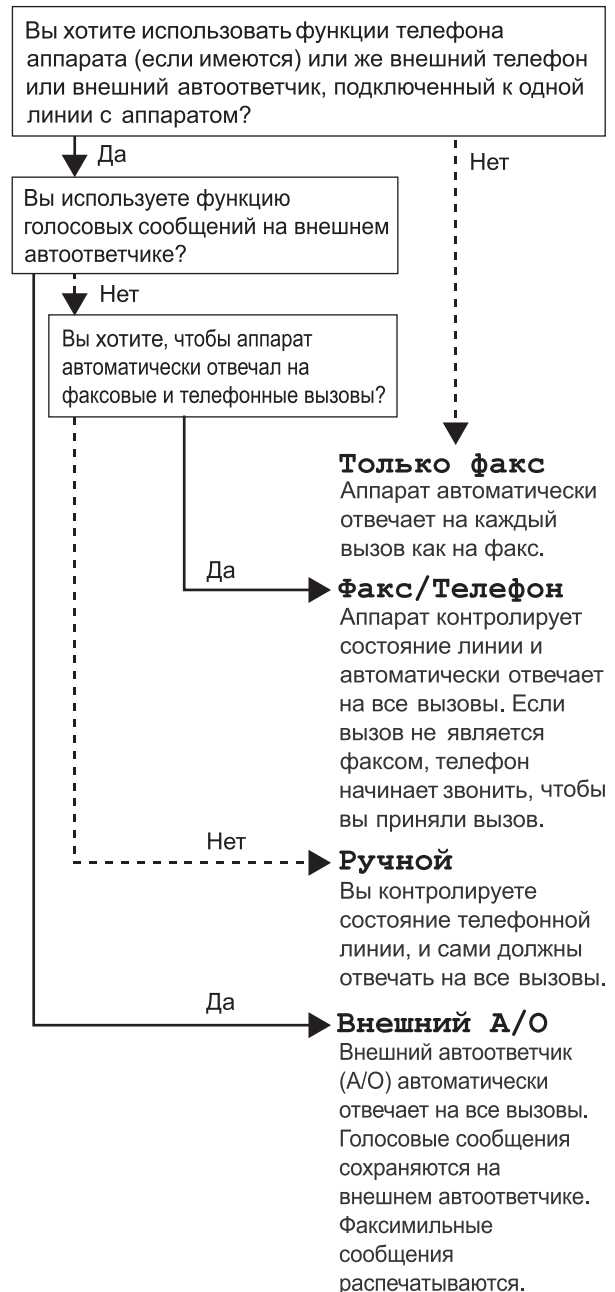 Вы хотите использовать функции телефона
аппарата (если имеются) или же внешний телефон
или внешний автоответчик, подключенный к одной
линии с аппаратом?
Да
Нет
Вы используете функцию
голосовых сообщений на внешнем
автоответчике?
Нет
Вы хотите, чтобы аппарат
автоматически отвечал на
факсовые и телефонные вызовы?
Только факс
Аппарат автоматически
отвечает на каждый
вызов как на факс.
Да
Факс/Телефон
Аппарат контролирует
состояние линии и
автоматически отвечает
на все вызовы. Если
вызов не является
факсом, телефон
начинает звонить, чтобы
вы приняли вызов.
Нет
Ручной
Вы контролируете
состояние телефонной
линии, и сами должны
отвечать на все вызовы.
Да
Внешний А/О
Внешний автоответчик
(А/О) автоматически
отвечает на все вызовы.
Голосовые сообщения
сохраняются на
внешнем автоответчике.
Факсимильные
сообщения
распечатываются.